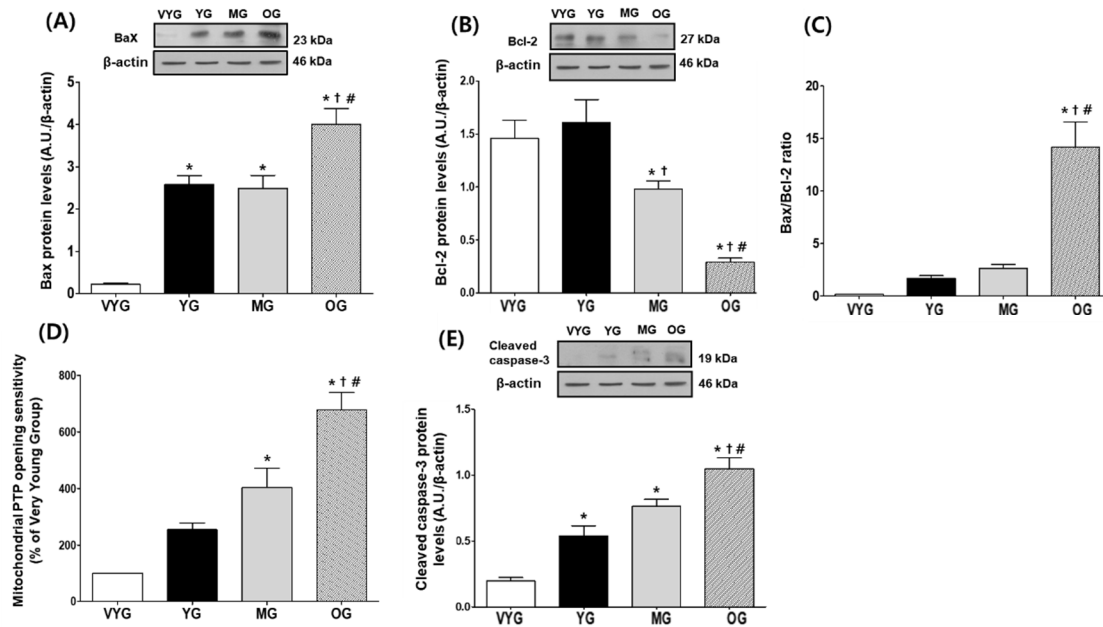 (A)
VYG YG MG OG
BaX 23 kDa
β-actin 46 kDa
Bax protein levels (A.U./β-actin)
5
4
3
2
1
0
*
*
* † #
VYG YG MG OG
(B)
VYG YG MG OG
Bcl-2 27 kDa
β-actin 46 kDa
Bcl-2 protein levels (A.U./β-actin)
2.0
1.5
1.0
0.5
0.0
* †
* † #
VYG YG MG OG
(C)
Bax/Bcl-2 ratio
20
15
10
5
0
* † #
VYG YG MG OG
(D)
Mitochondrial PTP opening sensitivity
(% of Very Young Group)
800
600
400
200
0
*
* † #
VYG YG MG OG
(E)
VYG YG MG OG
Cleaved
caspase-3 19 kDa
β-actin 46 kDa
Cleaved caspase-3 protein
levels (A.U./β-actin)
1.5
1.0
0.5
0.0
*
*
* † #
VYG YG MG OG